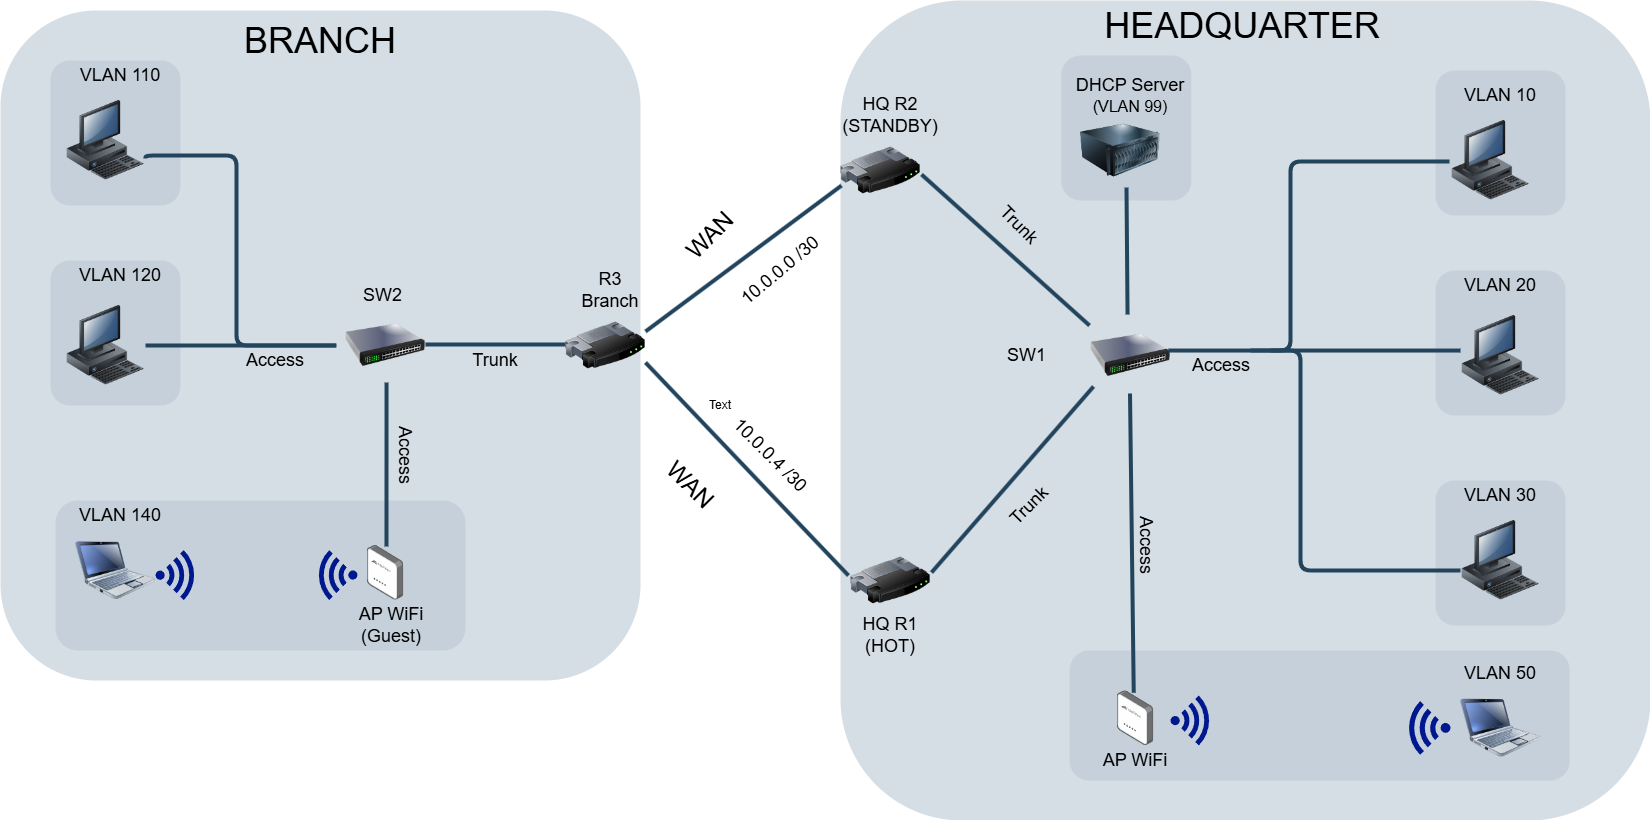 BRANCH
VLAN 110
VLAN 120
SW2
R3
Branch
Access
Trunk
Access
VLAN 140
AP WiFi
(Guest)
WAN
10.0.0.0 /30
Text
10.0.0.4 /30
WAN
HEADQUARTER
HQ R2
(STANDBY)
DHCP Server
(VLAN 99)
VLAN 10
Trunk
VLAN 20
SW1
Access
VLAN 30
Trunk
Access
HQ R1
(HOT)
VLAN 50
AP WiFi